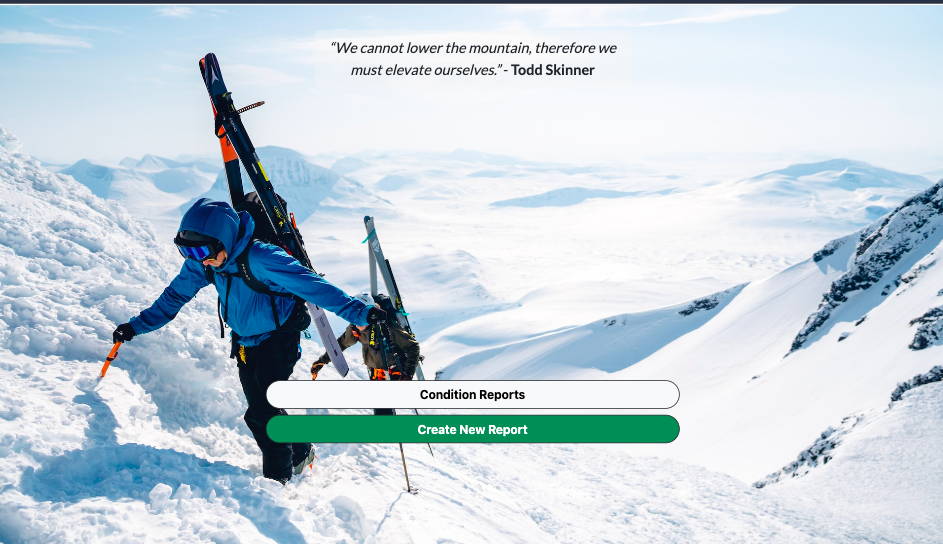 “We cannot lower the mountain, therefore we
must elevate ourselves.” - Todd Skinner
Condition Reports
Create New Report